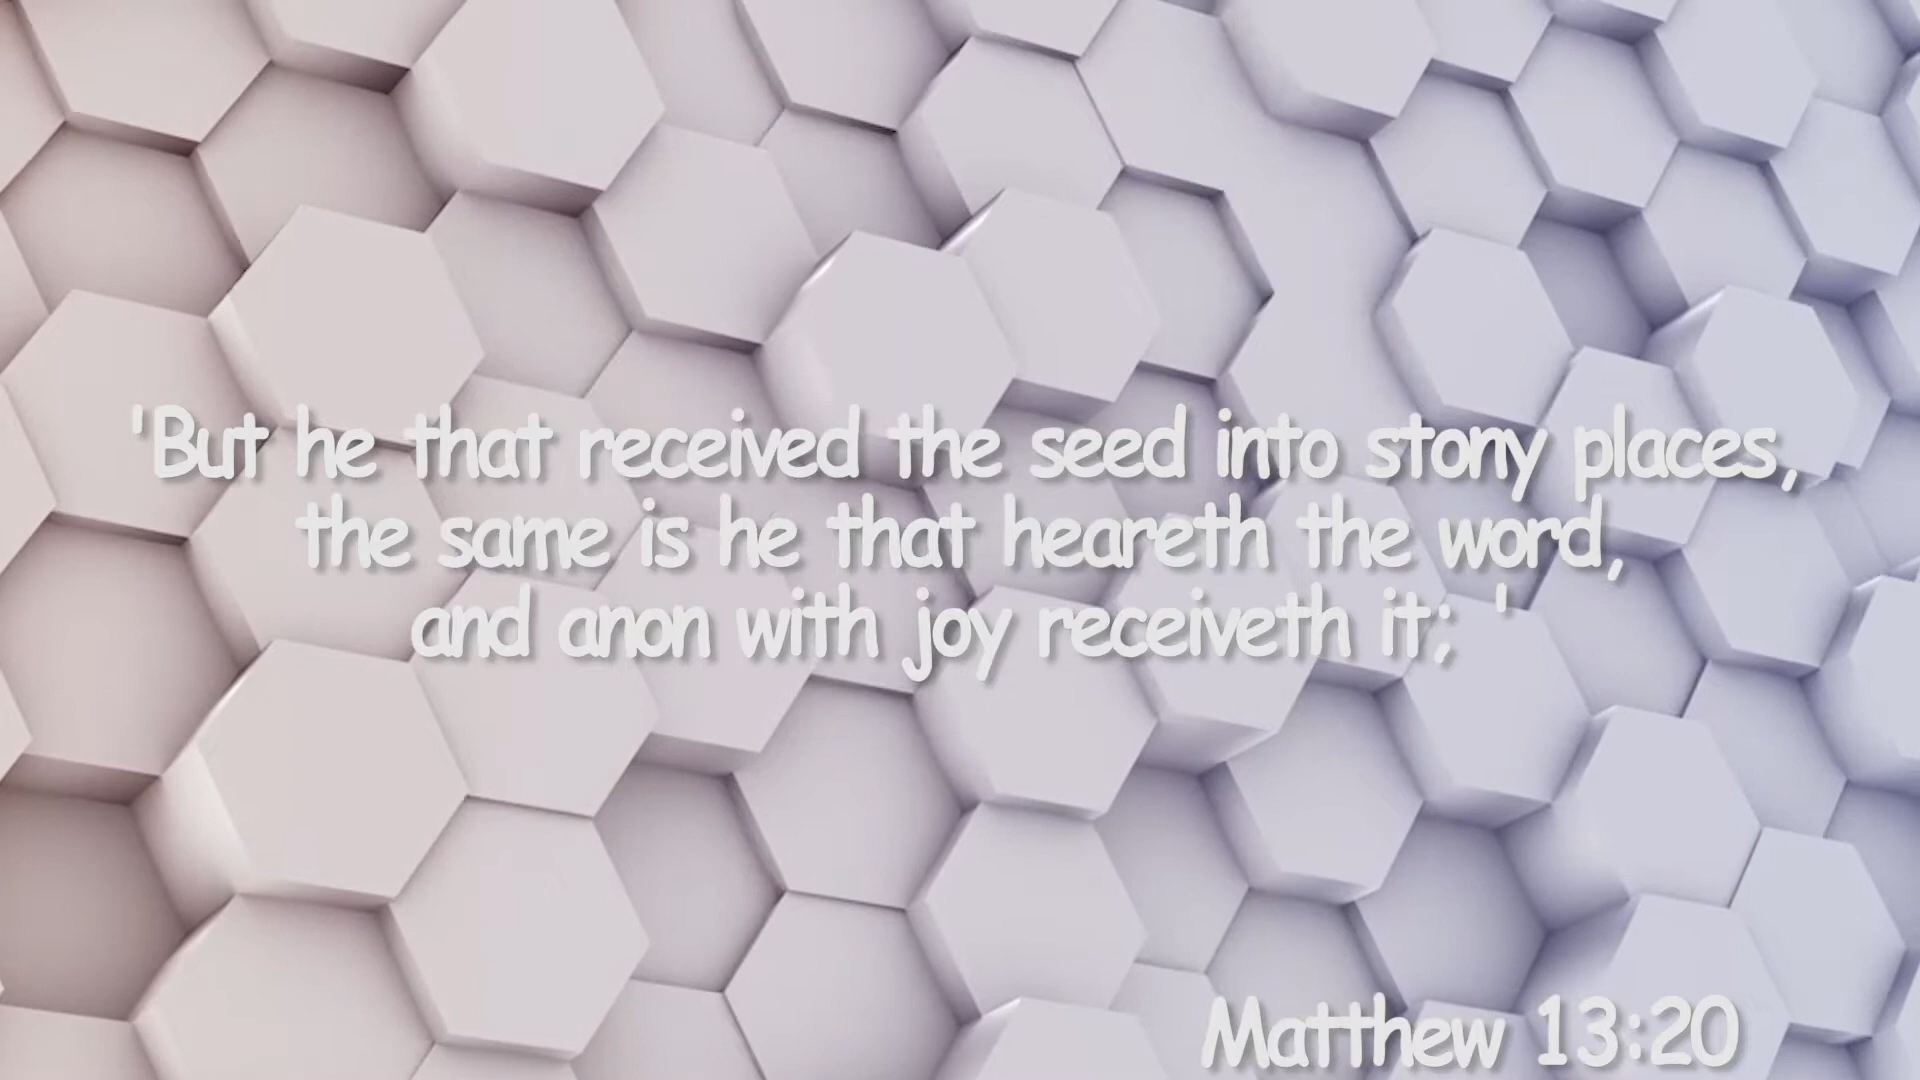 'But he that received the seed into stony places,
the same is he that heareth the word,
and anon with joy receiveth it; '
Matthew 13:20